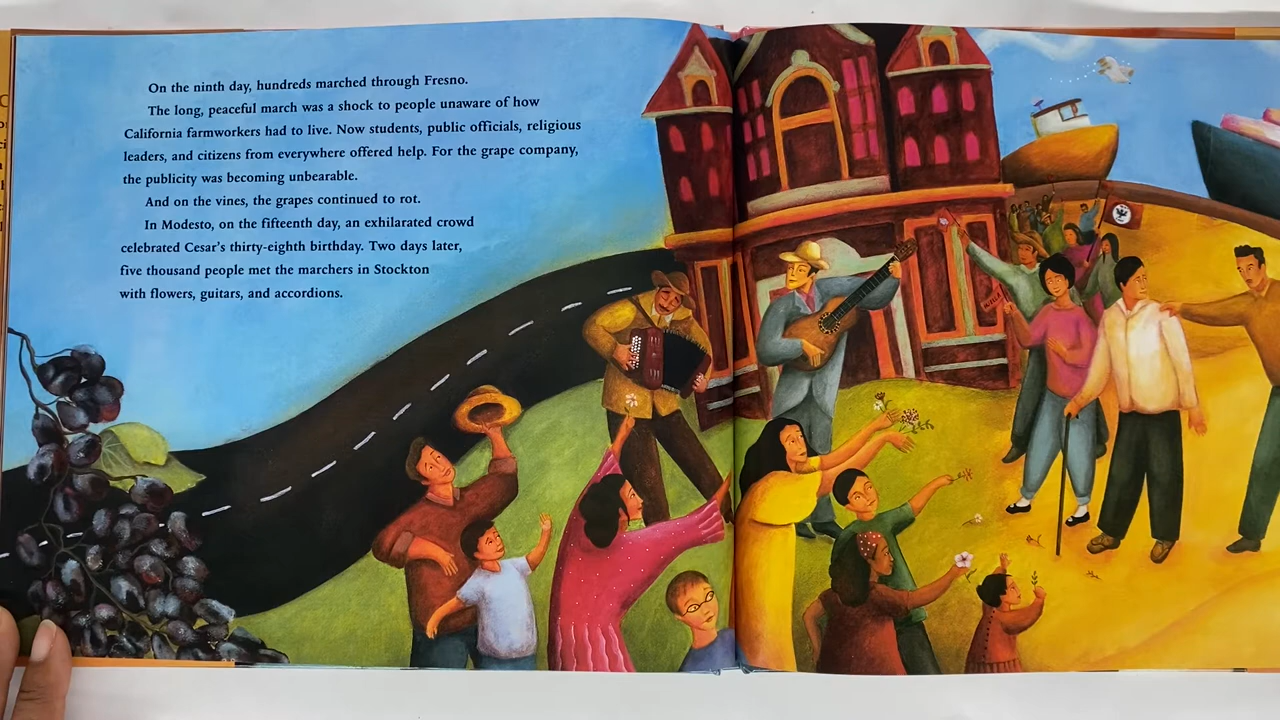 On the ninth day, hundreds marched through Fresno.
The long, peaceful march was a shock to people unaware of how
California farmworkers had to live. Now students, public officials, religious
leaders, and citizens from everywhere offered help. For the grape company,
the publicity was becoming unbearable.
And on the vines, the grapes continued to rot.
In Modesto, on the fifteenth day, an exhilarated crowd
celebrated Cesar's thirty-eighth birthday. Two days later,
five thousand people met the marchers in Stockton
with flowers, guitars, and accordions.